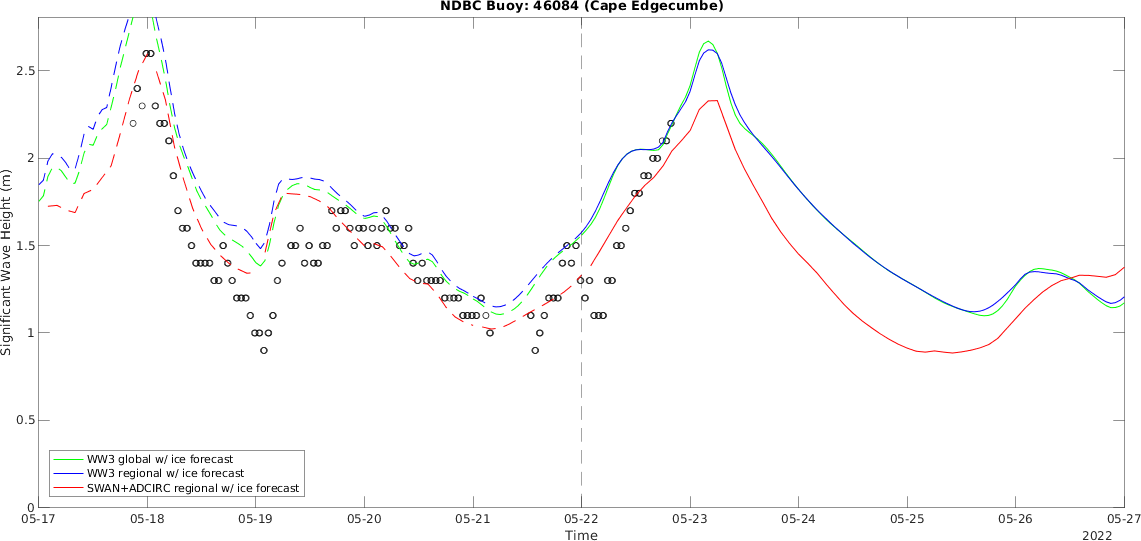 NDBC Buoy: 46084 (Cape Edgecumbe)
Significant Wave Height (m)
2.5
2
1.5
1
0.5
0
WW3 global w/ ice forecast
WW3 regional w/ ice forecast
SWAN+ADCIRC regional w/ ice forecast
05-17 05-18 05-19 05-20 05-21 05-22 05-23 05-24 05-25 05-26 05-27
Time
2022